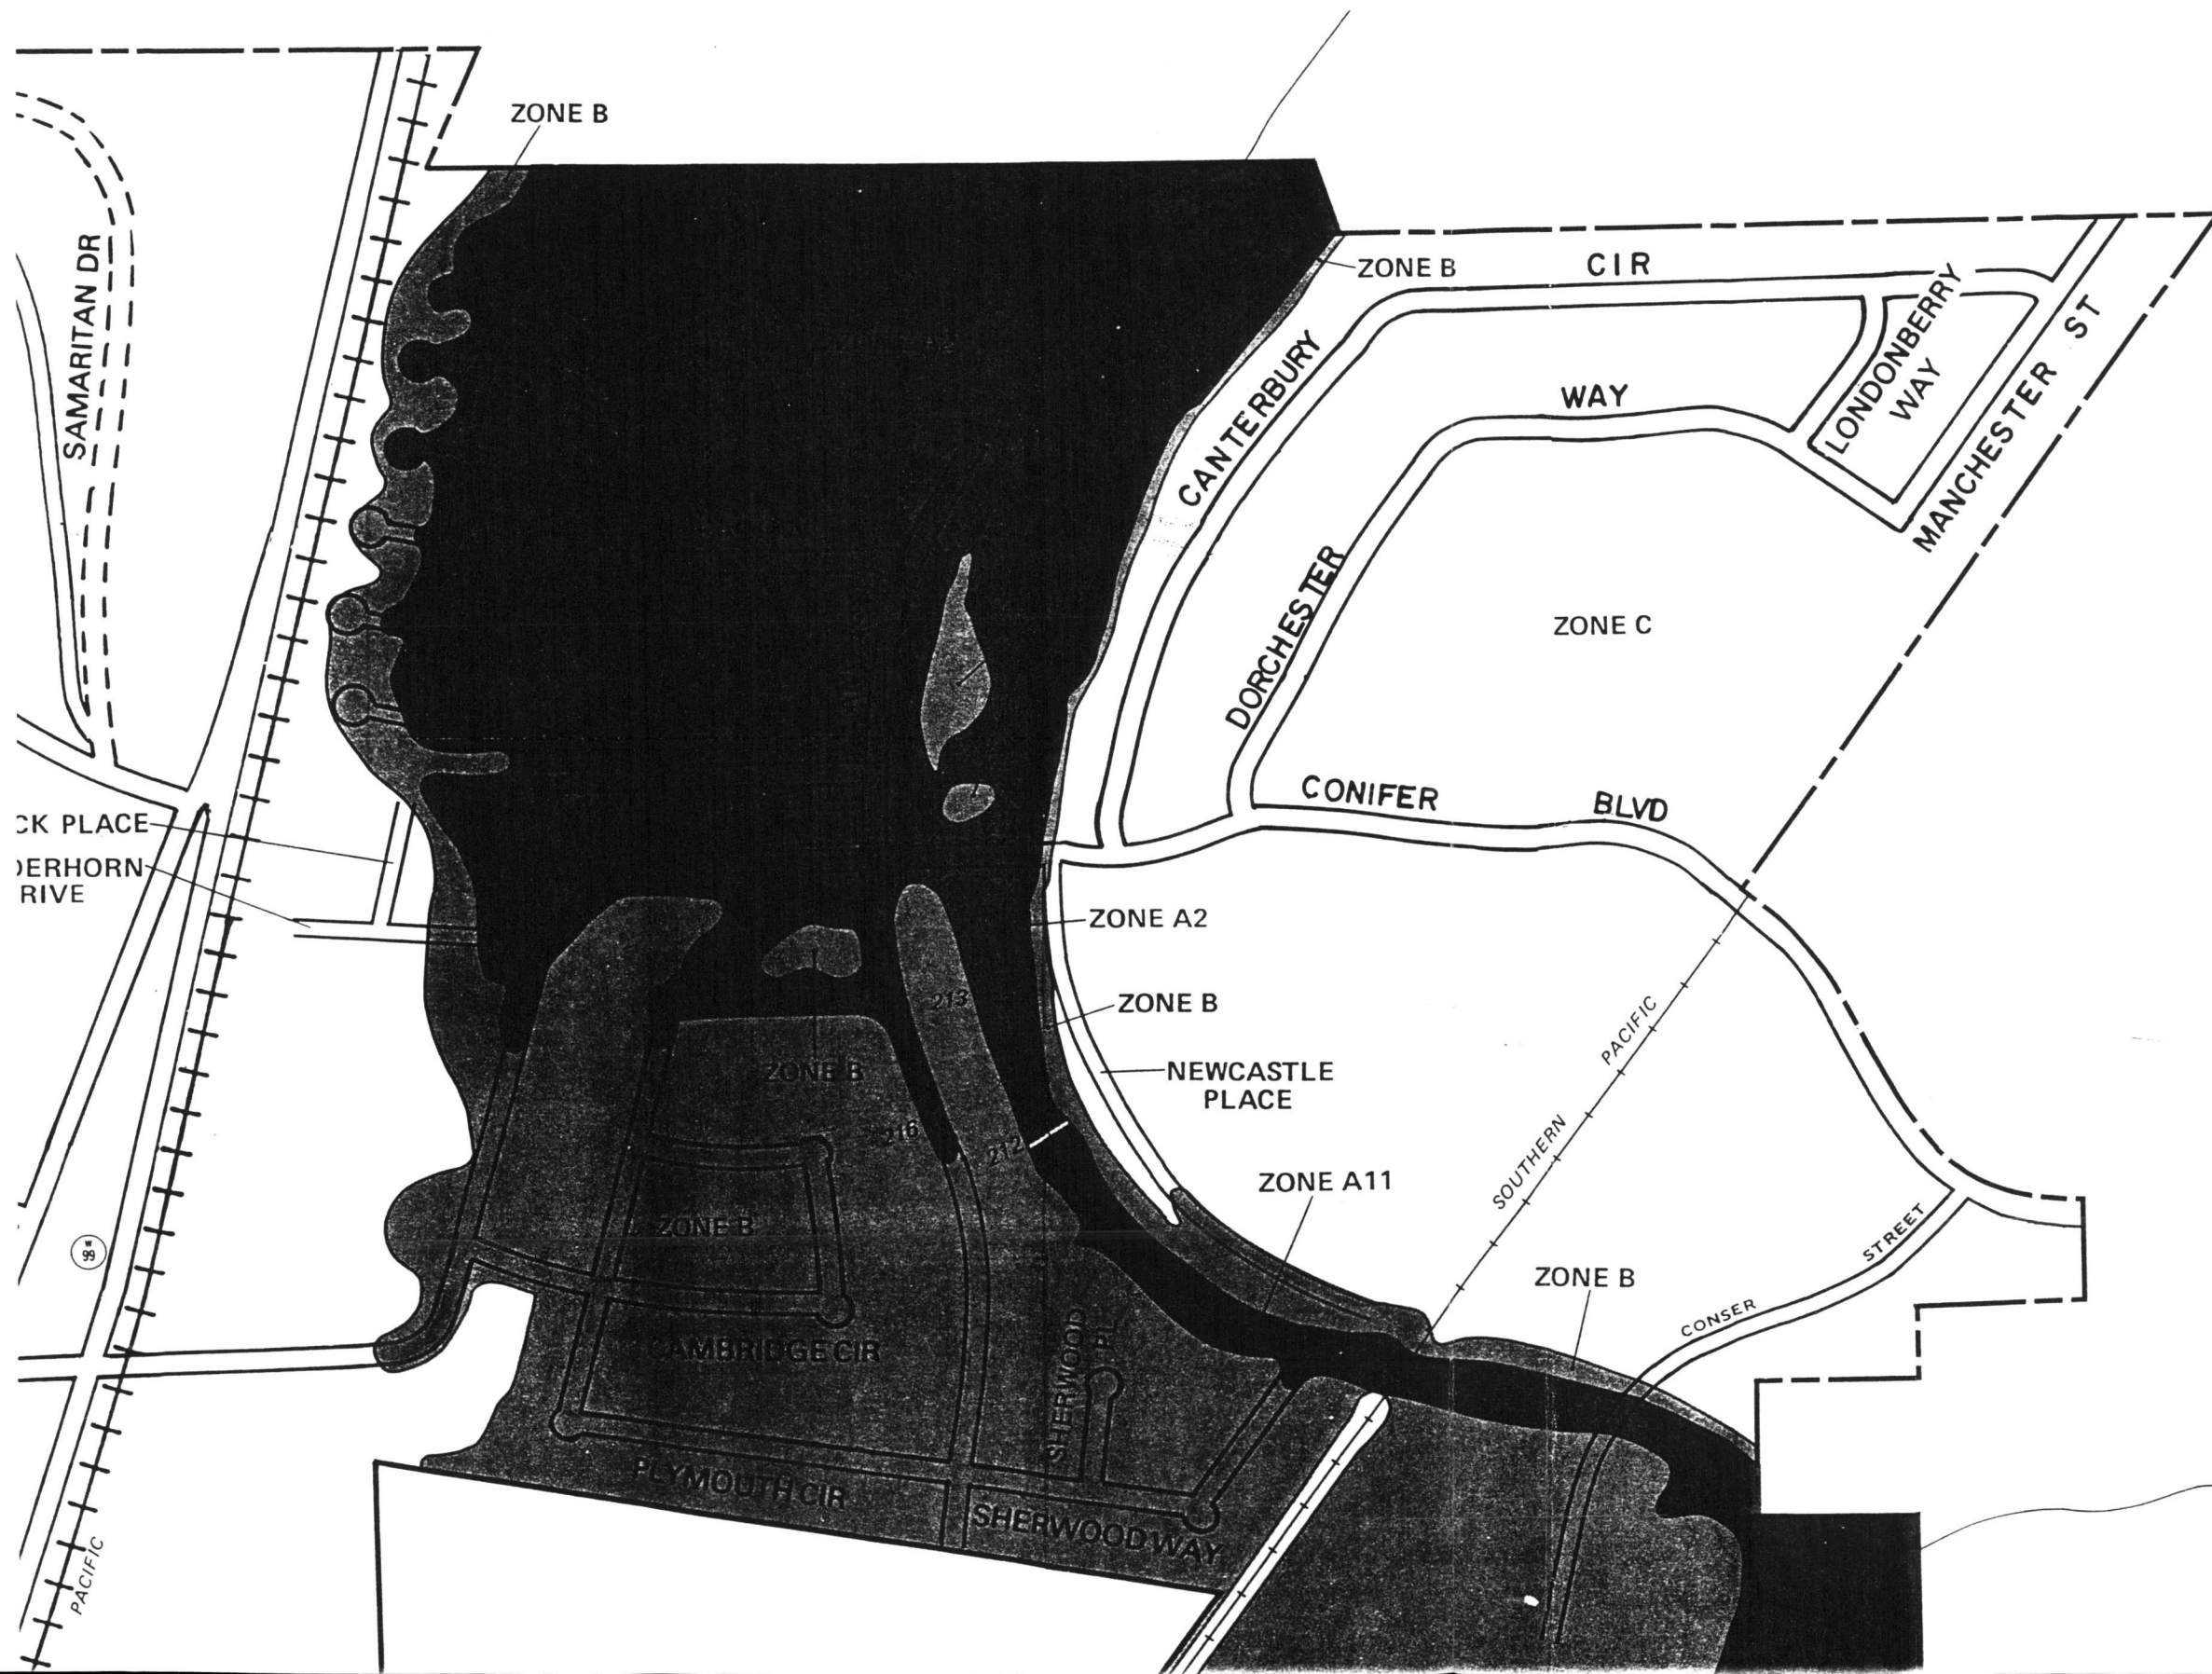 ZONE B
SAMARITAN DR
ZONE B
CIR
CANTERBURY
LONDONBERRY
WAY
WAY
MANCHESTER ST
DORCHESTER
ZONE C
CONIFER BLVD
CK PLACE
DERHORN
RIVE
ZONE A2
213
ZONE B
PACIFIC
ZONE B
NEWCASTLE
PLACE
216
212
SOUTHERN
ZONE A11
ZONE B
W
99
STREET
ZONE B
CONSER
CAMBRIDGE CIR
SHERWOOD
PL
PLYMOUTH CIR
SHERWOOD WAY
PACIFIC